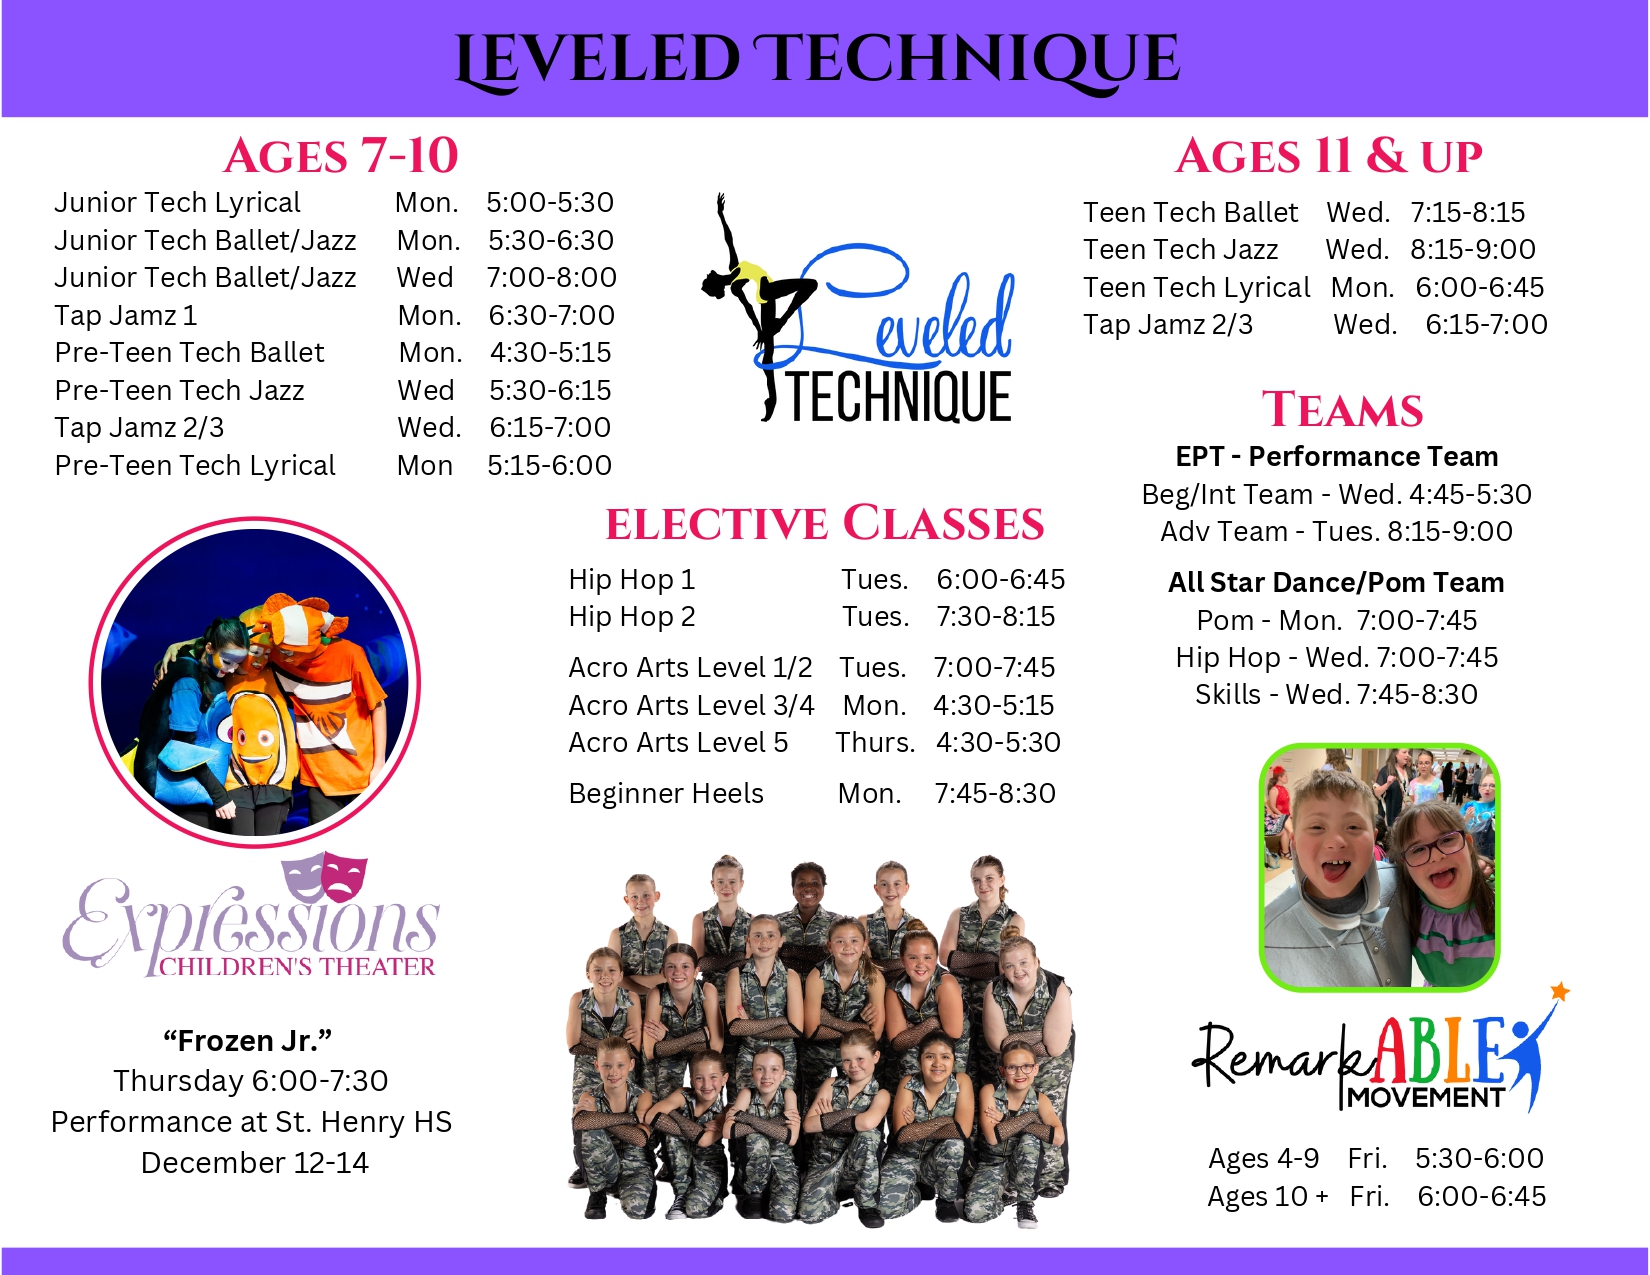 Leveled Technique
Ages 7-10
Junior Tech Lyrical Mon. 5:00-5:30
Junior Tech Ballet/Jazz Mon. 5:30-6:30
Junior Tech Ballet/Jazz Wed 7:00-8:00
Tap Jamz 1 Mon. 6:30-7:00
Pre-Teen Tech Ballet Mon. 4:30-5:15
Pre-Teen Tech Jazz Wed 5:30-6:15
Tap Jamz 2/3 Wed. 6:15-7:00
Pre-Teen Tech Lyrical Mon 5:15-6:00
Leveled
TECHNIQUE
Ages 11 & up
Teen Tech Ballet Wed. 7:15-8:15
Teen Tech Jazz Wed. 8:15-9:00
Teen Tech Lyrical Mon. 6:00-6:45
Tap Jamz 2/3 Wed. 6:15-7:00
Teams
EPT - Performance Team
Beg/Int Team - Wed. 4:45-5:30
Adv Team - Tues. 8:15-9:00
All Star Dance/Pom Team
Pom - Mon. 7:00-7:45
Hip Hop - Wed. 7:00-7:45
Skills - Wed. 7:45-8:30
elective Classes
Hip Hop 1 Tues. 6:00-6:45
Hip Hop 2 Tues. 7:30-8:15
Acro Arts Level 1/2 Tues. 7:00-7:45
Acro Arts Level 3/4 Mon. 4:30-5:15
Acro Arts Level 5 Thurs. 4:30-5:30
Beginner Heels Mon. 7:45-8:30
Expressions
CHILDREN'S THEATER
“Frozen Jr.”
Thursday 6:00-7:30
Performance at St. Henry HS
December 12-14
RemarkABLE
MOVEMENT
Ages 4-9 Fri. 5:30-6:00
Ages 10 + Fri. 6:00-6:45